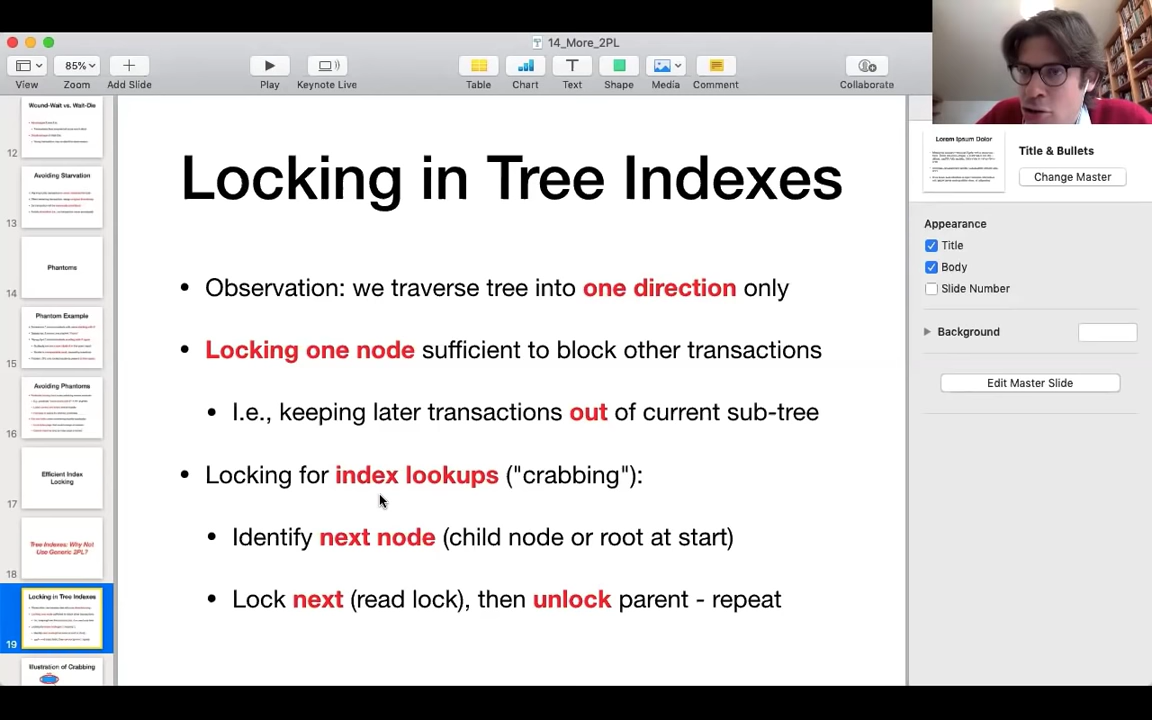 14_More_2PL
85%
View
Zoom
Add Slide
Play
Keynote Live
Table
Chart
Text
Shape
Media
Comment
Collaborate
Wound-Wait vs. Wait-Die
12
Avoiding Starvation
13
Phantoms
14
Phantom Example
15
Avoiding Phantoms
16
Efficient Index
Locking
17
Tree Indexes: Why Not
Use Generic 2PL?
18
Locking in Tree Indexes
19
Illustration of Crabbing
Locking in Tree Indexes
• Observation: we traverse tree into one direction only
• Locking one node sufficient to block other transactions
• I.e., keeping later transactions out of current sub-tree
• Locking for index lookups ("crabbing"):
• Identify next node (child node or root at start)
• Lock next (read lock), then unlock parent - repeat
Lorem Ipsum Dolor
Title & Bullets
Change Master
Appearance
Title
Body
Slide Number
Background
Edit Master Slide